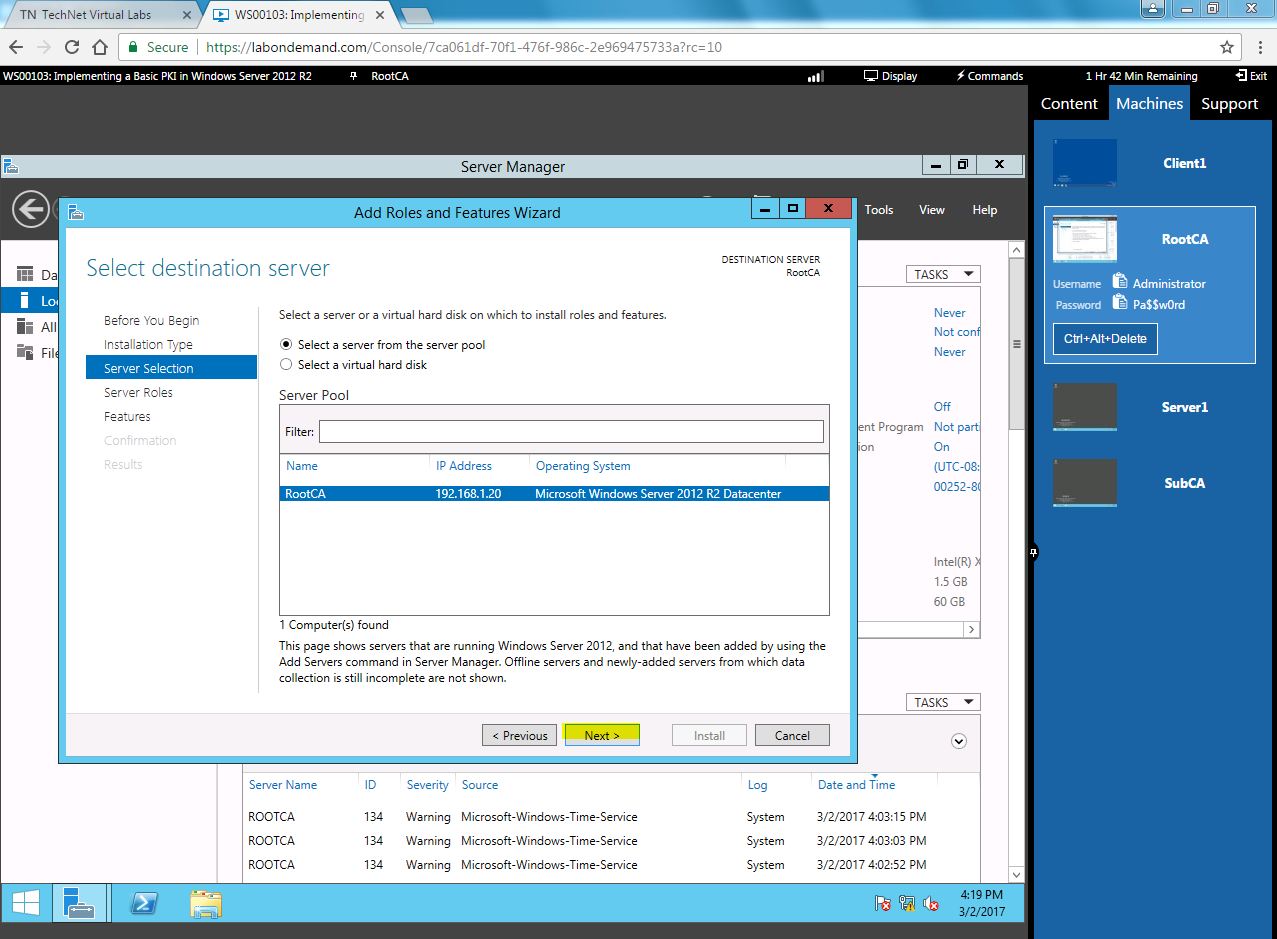 TN TechNet Virtual Labs
WS00103: Implementing
Secure
https://labondemand.com/Console/7ca061df-70f1-476f-986c-2e969475733a?rc=10
WS00103: Implementing a Basic PKI in Windows Server 2012 R2
RootCA
Display
Commands
1 Hr 42 Min Remaining
Exit
Content
Machines
Support
Server Manager
Tools
View
Help
Add Roles and Features Wizard
Select destination server
DESTINATION SERVER
RootCA
Before You Begin
Installation Type
Server Selection
Server Roles
Features
Confirmation
Results
Select a server or a virtual hard disk on which to install roles and features.
Select a server from the server pool
Select a virtual hard disk
Server Pool
Filter:
Name IP Address Operating System
RootCA 192.168.1.20 Microsoft Windows Server 2012 R2 Datacenter
1 Computer(s) found
This page shows servers that are running Windows Server 2012, and that have been added by using the
Add Servers command in Server Manager. Offline servers and newly-added servers from which data
collection is still incomplete are not shown.
< Previous
Next >
Install
Cancel
Da
Loc
All
File
TASKS
Never
Not conf
Never
Off
ent Program Not parti
ion On
(UTC-08:
00252-80
Intel(R) X
1.5 GB
60 GB
TASKS
Server Name ID Severity Source Log Date and Time
ROOTCA 134 Warning Microsoft-Windows-Time-Service System 3/2/2017 4:03:15 PM
ROOTCA 134 Warning Microsoft-Windows-Time-Service System 3/2/2017 4:03:03 PM
ROOTCA 134 Warning Microsoft-Windows-Time-Service System 3/2/2017 4:02:52 PM
4:19 PM
3/2/2017
Client1
RootCA
Username Administrator
Password Pa$$w0rd
Ctrl+Alt+Delete
Server1
SubCA